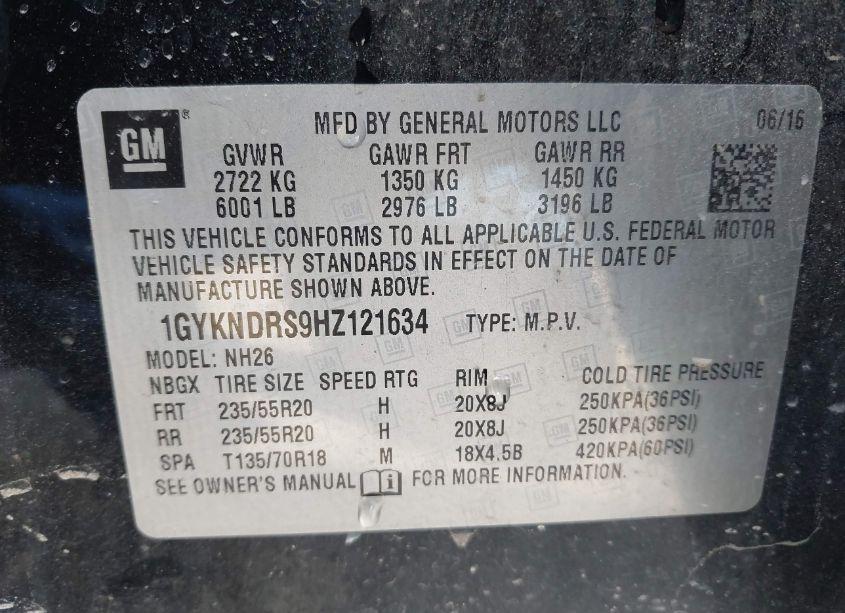 GM
MFD BY GENERAL MOTORS LLC 06/16
GVWR GAWR FRT GAWR RR
2722 KG 1350 KG 1450 KG
6001 LB 2976 LB 3196 LB
THIS VEHICLE CONFORMS TO ALL APPLICABLE U.S. FEDERAL MOTOR
VEHICLE SAFETY STANDARDS IN EFFECT ON THE DATE OF
MANUFACTURE SHOWN ABOVE.
1GYKNDRS9HZ121634 TYPE: M.P.V.
MODEL: NH26
NBGX TIRE SIZE SPEED RTG RIM COLD TIRE PRESSURE
FRT 235/55R20 H 20X8J 250KPA(36PSI)
RR 235/55R20 H 20X8J 250KPA(36PSI)
SPA T135/70R18 M 18X4.5B 420KPA(60PSI)
SEE OWNER'S MANUAL i FOR MORE INFORMATION.